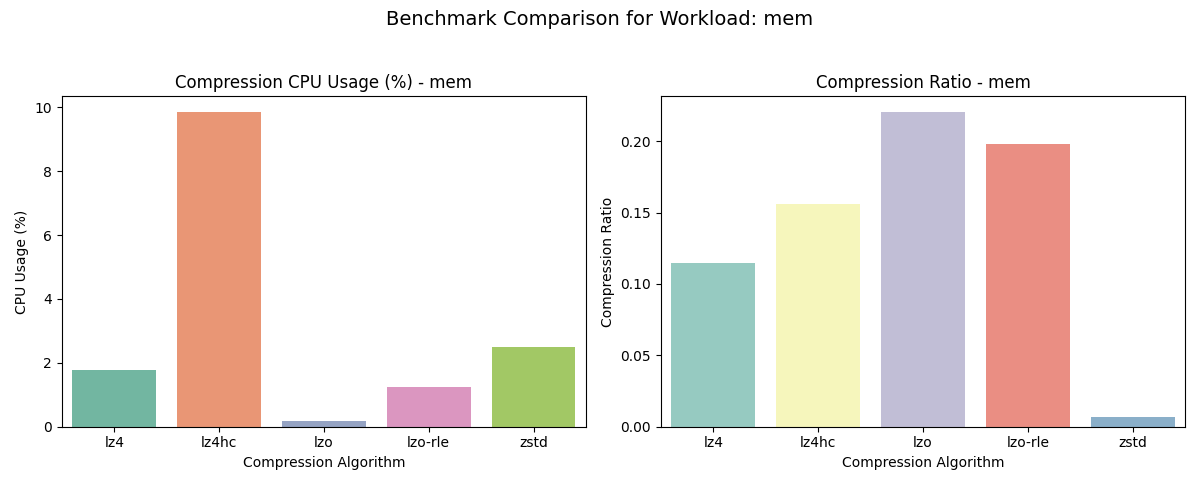 Benchmark Comparison for Workload: mem
Compression CPU Usage (%) - mem
CPU Usage (%)
10
8
6
4
2
0
lz4 lz4hc lzo lzo-rle zstd
Compression Algorithm
Compression Ratio - mem
Compression Ratio
0.20
0.15
0.10
0.05
0.00
lz4 lz4hc lzo lzo-rle zstd
Compression Algorithm